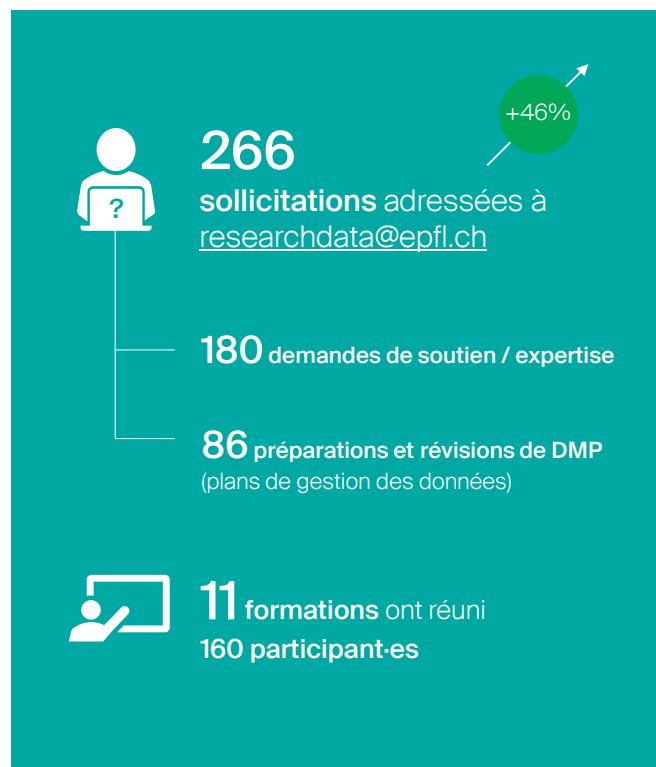 +46%
266
sollicitations adressées à
researchdata@epfl.ch
?
180 demandes de soutien / expertise
86 préparations et révisions de DMP
(plans de gestion des données)
11 formations ont réuni
160 participant·es